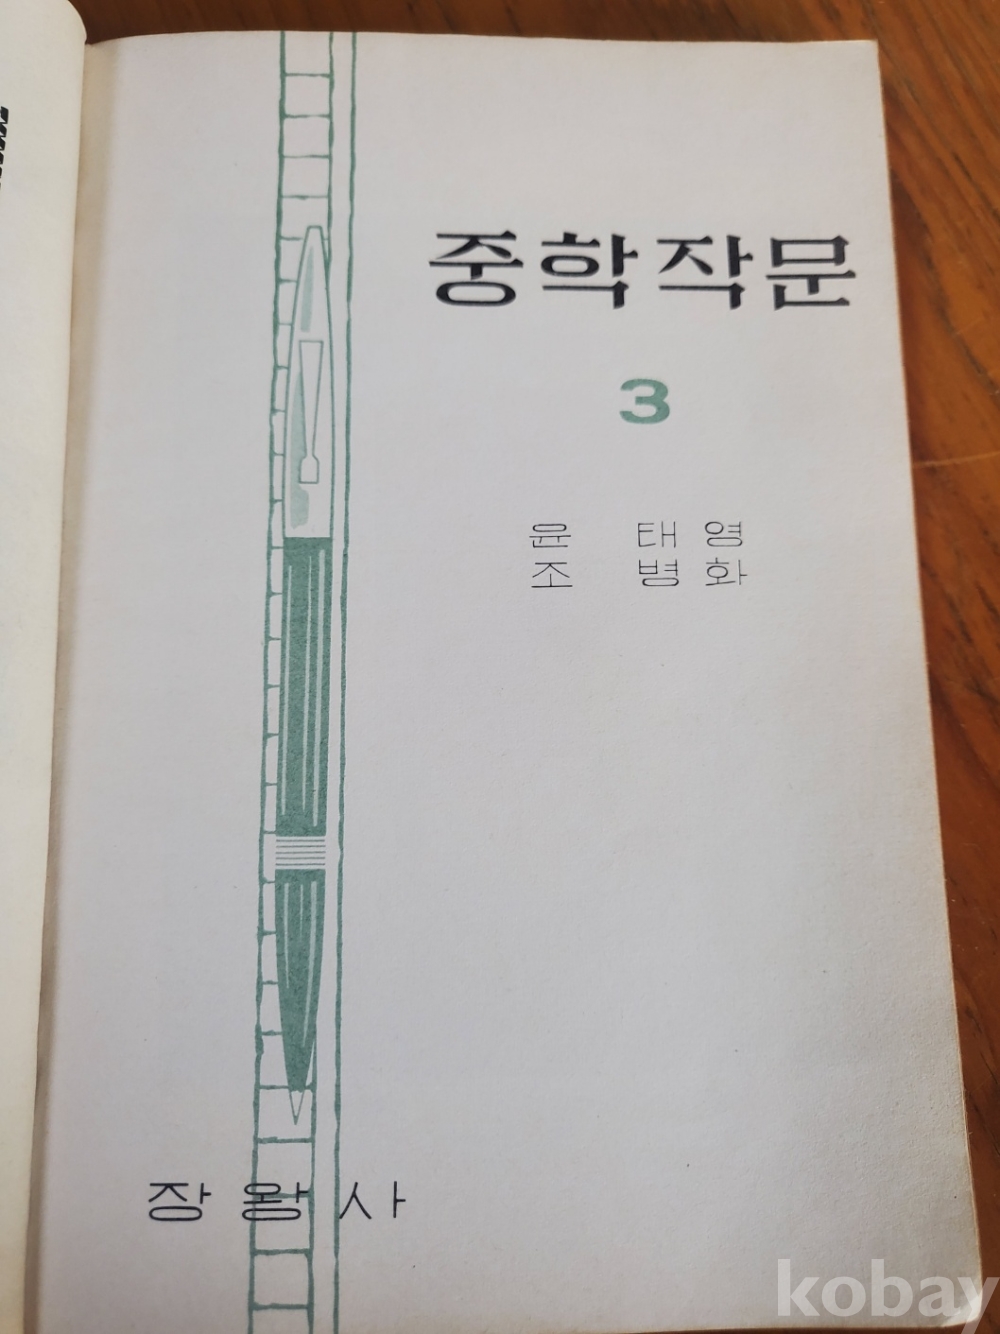 중학작문
3
윤 태영
조 병화
장왕사
kobay